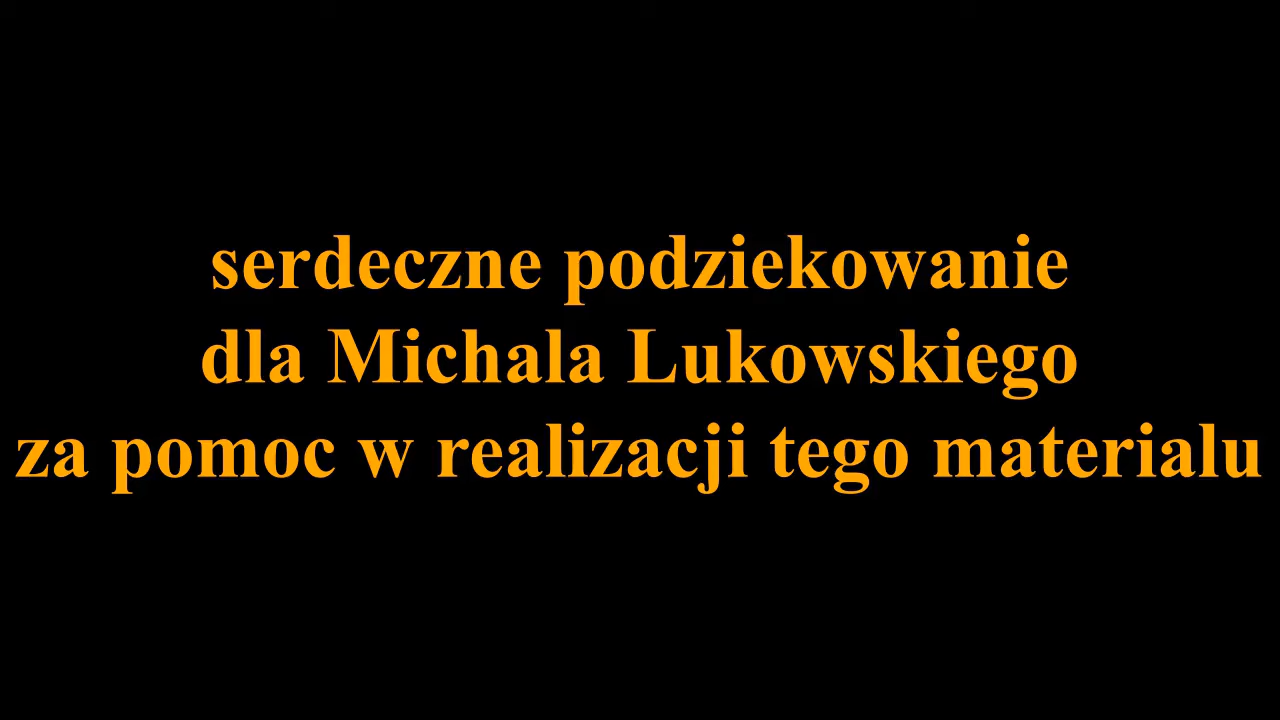 serdeczne podziekowanie
dla Michala Lukowskiego
za pomoc w realizacji tego materialu